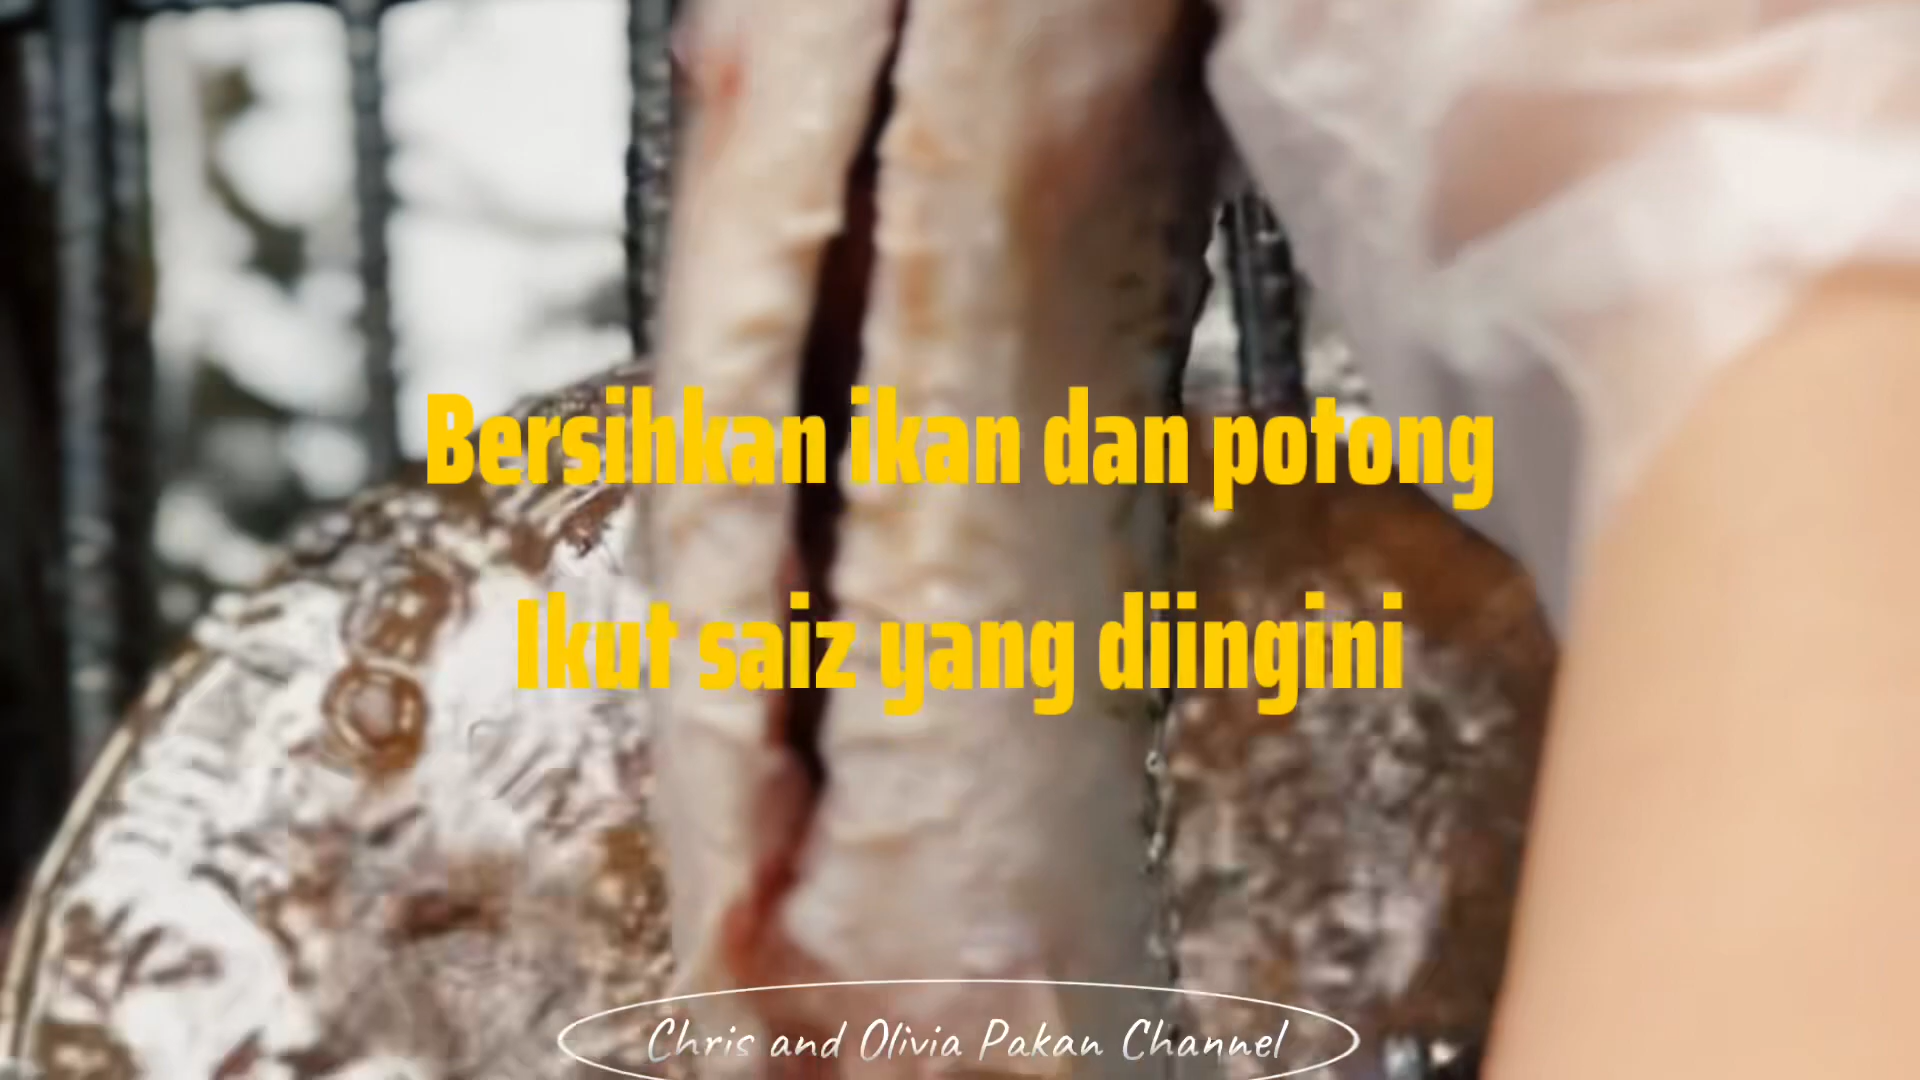 Bersihkan ikan dan potong
Ikut saiz yang diingini
Chris and Olivia Pakan Channel